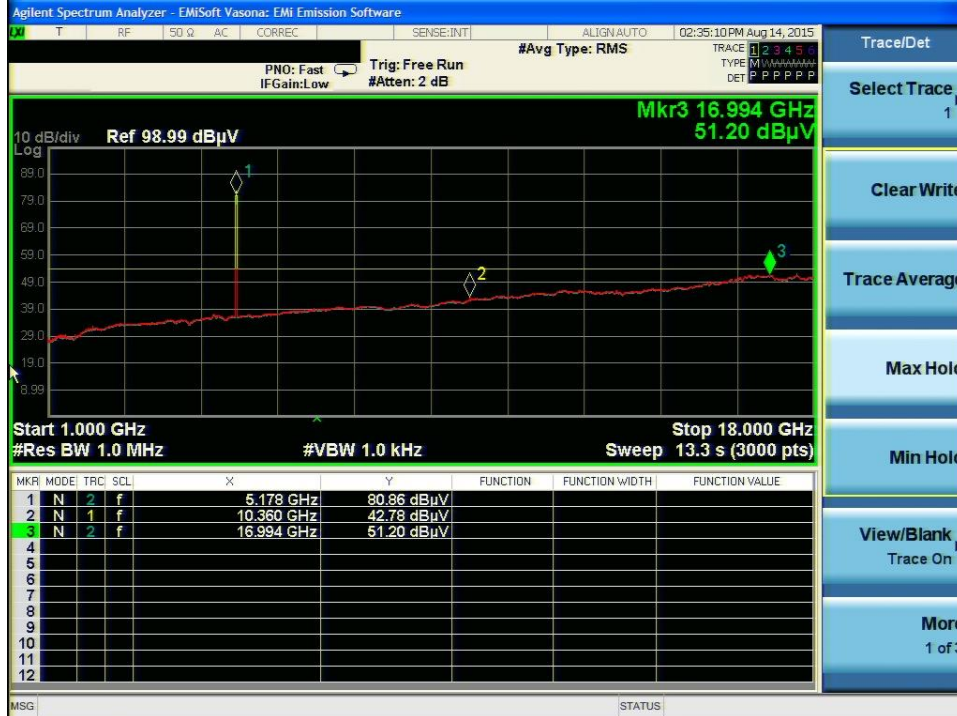 Agilent Spectrum Analyzer - EMiSoft Vasona: EMi Emission Software
LXI T RF 50 Ω AC CORREC SENSE:INT ALIGN AUTO 02:35:10 PM Aug 14, 2015
#Avg Type: RMS
TRACE 1 2 3 4 5 6
TYPE M
DET P P P P P P
PNO: Fast
IFGain:Low
Trig: Free Run
#Atten: 2 dB
Mkr3 16.994 GHz
51.20 dBµV
10 dB/div
Log
Ref 98.99 dBµV
89.0
79.0
69.0
59.0
49.0
39.0
29.0
19.0
8.99
1
2
3
Start 1.000 GHz
Stop 18.000 GHz
#Res BW 1.0 MHz
#VBW 1.0 kHz
Sweep 13.3 s (3000 pts)
MKR MODE TRC SCL X Y FUNCTION FUNCTION WIDTH FUNCTION VALUE
1 N 2 f 5.178 GHz 80.86 dBµV
2 N 1 f 10.360 GHz 42.78 dBµV
3 N 2 f 16.994 GHz 51.20 dBµV
4
5
6
7
8
9
10
11
12
MSG
STATUS
Trace/Det
Select Trace
1
Clear Write
Trace Average
Max Hold
Min Hold
View/Blank
Trace On
More
1 of 3